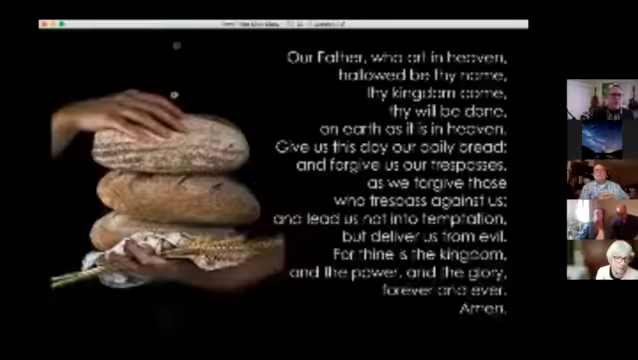 Our Father, who art in heaven,
hallowed be thy name,
thy kingdom come,
thy will be done,
on earth as it is in heaven.
Give us this day our daily bread;
and forgive us our trespasses,
as we forgive those
who trespass against us;
and lead us not into temptation,
but deliver us from evil.
For thine is the kingdom,
and the power, and the glory,
forever and ever.
Amen.